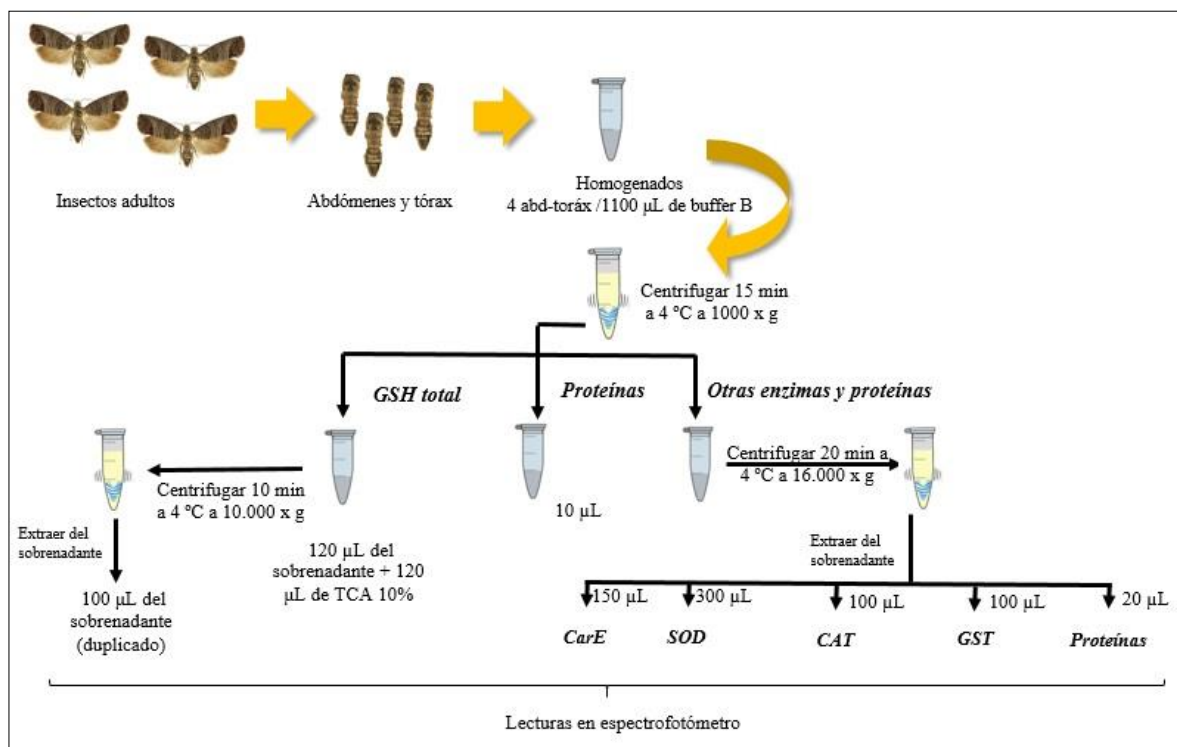 Insectos adultos
Abdómenes y tórax
Homogenados
4 abd-toráx /1100 µL de buffer B
Centrifugar 15 min
a 4 ºC a 1000 x g
GSH total
Proteínas
Otras enzimas y proteínas
Centrifugar 10 min
a 4 ºC a 10.000 x g
Centrifugar 20 min a
4 ºC a 16.000 x g
10 µL
120 µL del
sobrenadante + 120
µL de TCA 10%
Extraer del
sobrenadante
100 µL del
sobrenadante
(duplicado)
Extraer del
sobrenadante
150 µL
300 µL
100 µL
100 µL
20 µL
CarE
SOD
CAT
GST
Proteínas
Lecturas en espectrofotómetro